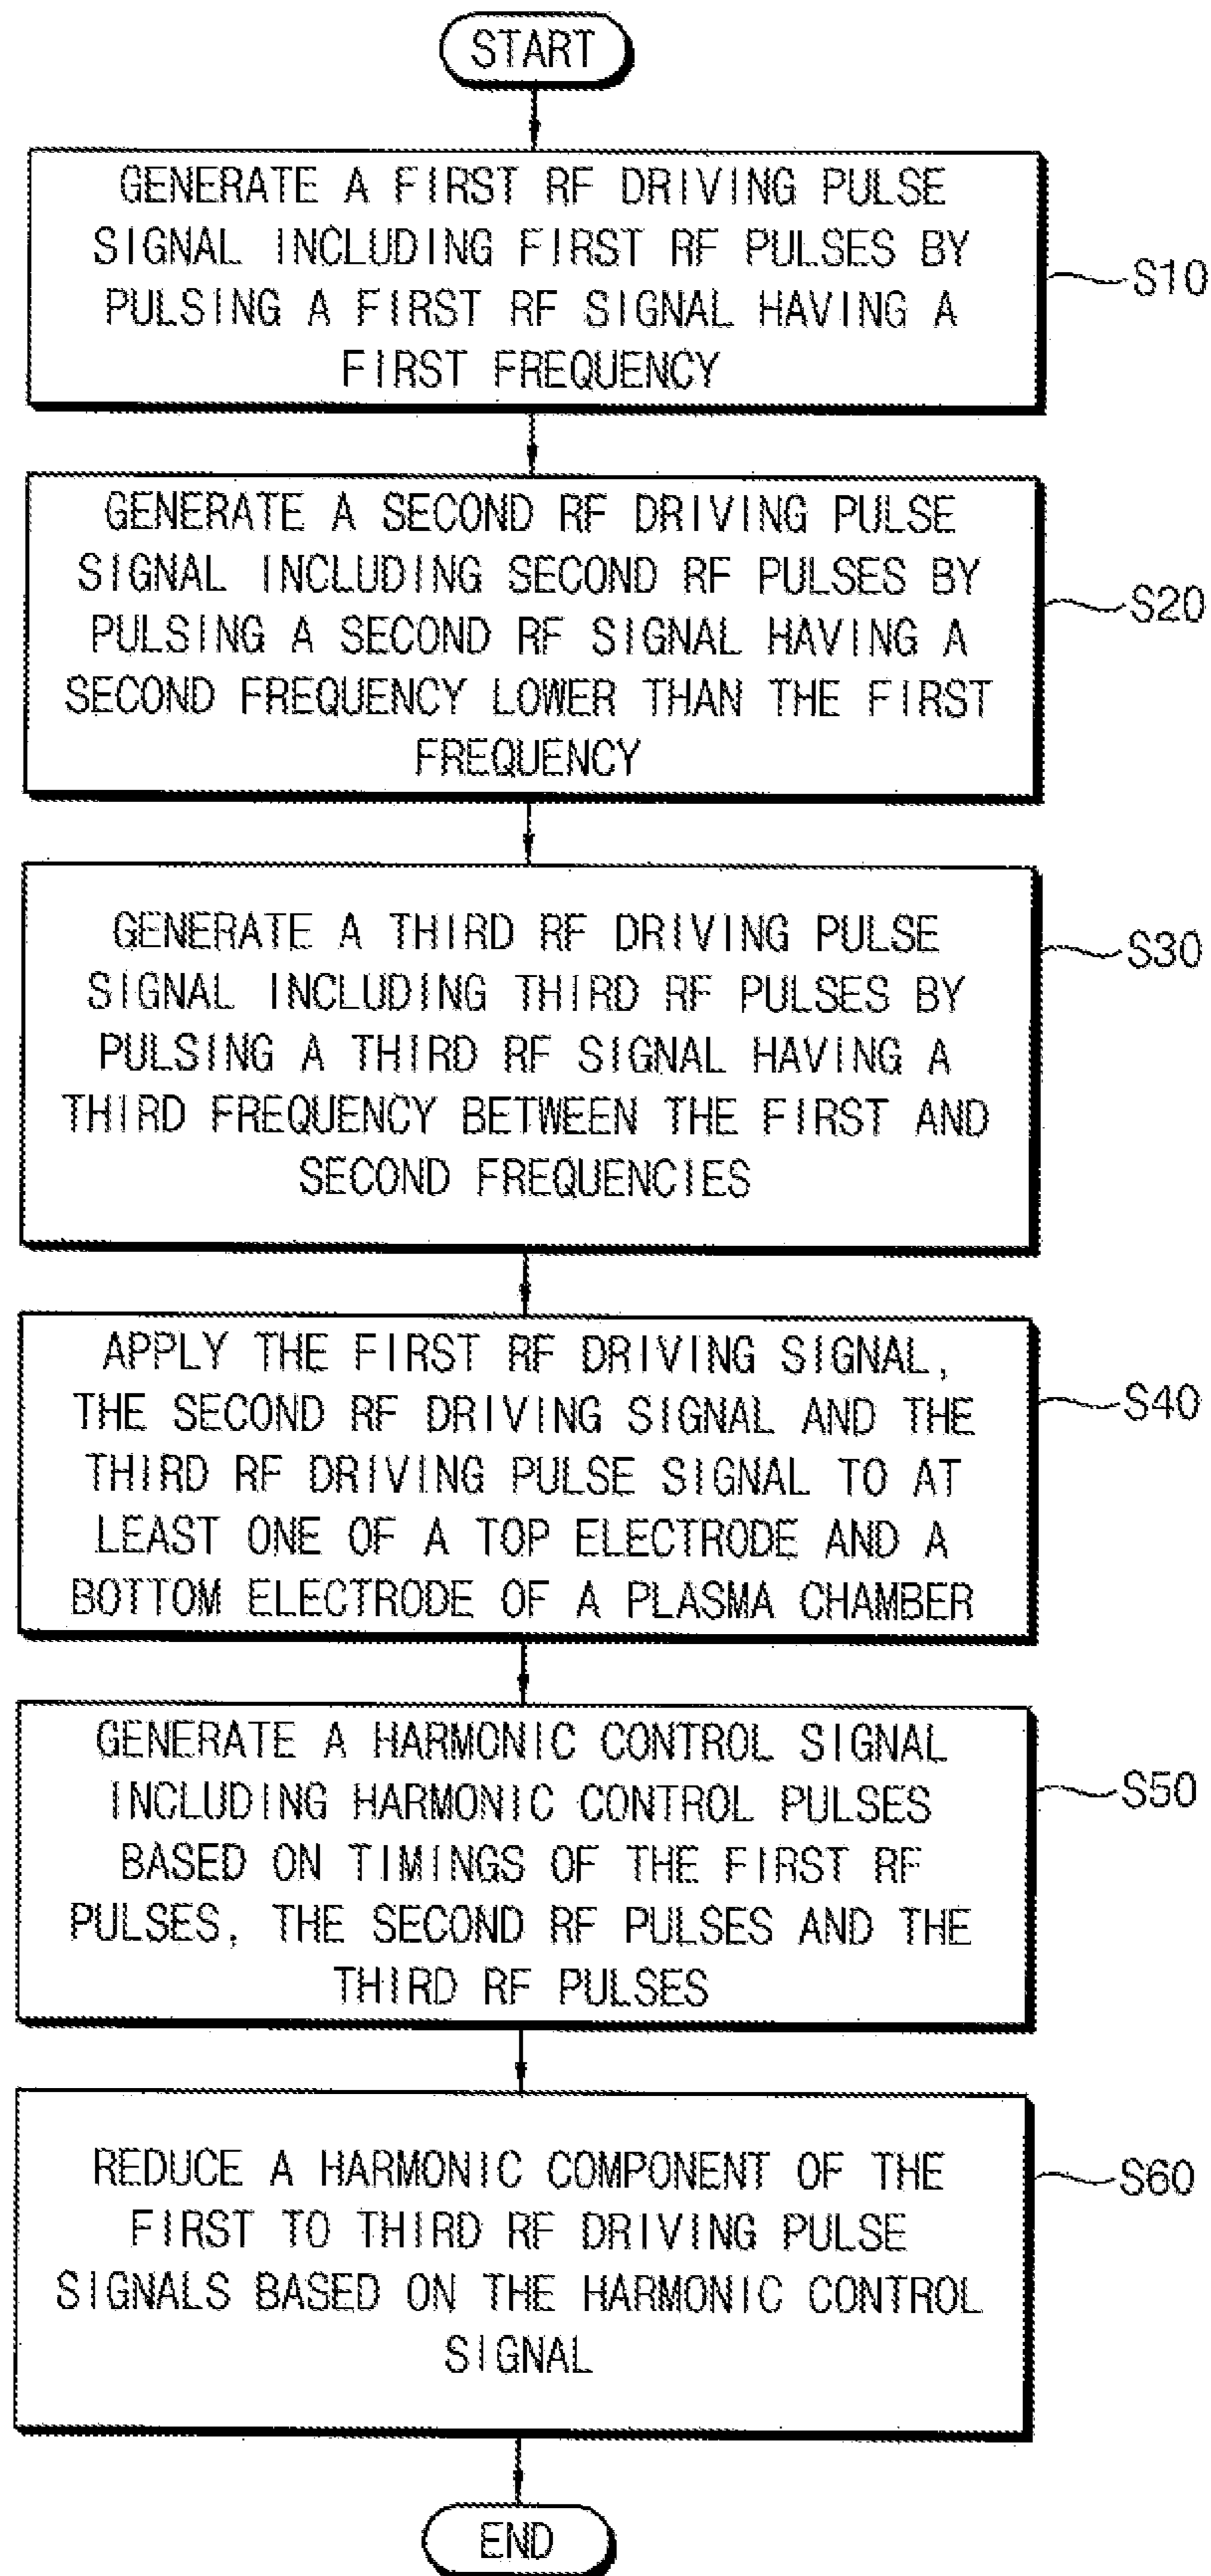 START
GENERATE A FIRST RF DRIVING PULSE
SIGNAL INCLUDING FIRST RF PULSES BY
PULSING A FIRST RF SIGNAL HAVING A
FIRST FREQUENCY
S10
GENERATE A SECOND RF DRIVING PULSE
SIGNAL INCLUDING SECOND RF PULSES BY
PULSING A SECOND RF SIGNAL HAVING A
SECOND FREQUENCY LOWER THAN THE FIRST
FREQUENCY
S20
GENERATE A THIRD RF DRIVING PULSE
SIGNAL INCLUDING THIRD RF PULSES BY
PULSING A THIRD RF SIGNAL HAVING A
THIRD FREQUENCY BETWEEN THE FIRST AND
SECOND FREQUENCIES
S30
APPLY THE FIRST RF DRIVING SIGNAL,
THE SECOND RF DRIVING SIGNAL AND THE
THIRD RF DRIVING PULSE SIGNAL TO AT
LEAST ONE OF A TOP ELECTRODE AND A
BOTTOM ELECTRODE OF A PLASMA CHAMBER
S40
GENERATE A HARMONIC CONTROL SIGNAL
INCLUDING HARMONIC CONTROL PULSES
BASED ON TIMINGS OF THE FIRST RF
PULSES, THE SECOND RF PULSES AND THE
THIRD RF PULSES
S50
REDUCE A HARMONIC COMPONENT OF THE
FIRST TO THIRD RF DRIVING PULSE
SIGNALS BASED ON THE HARMONIC CONTROL
SIGNAL
S60
END